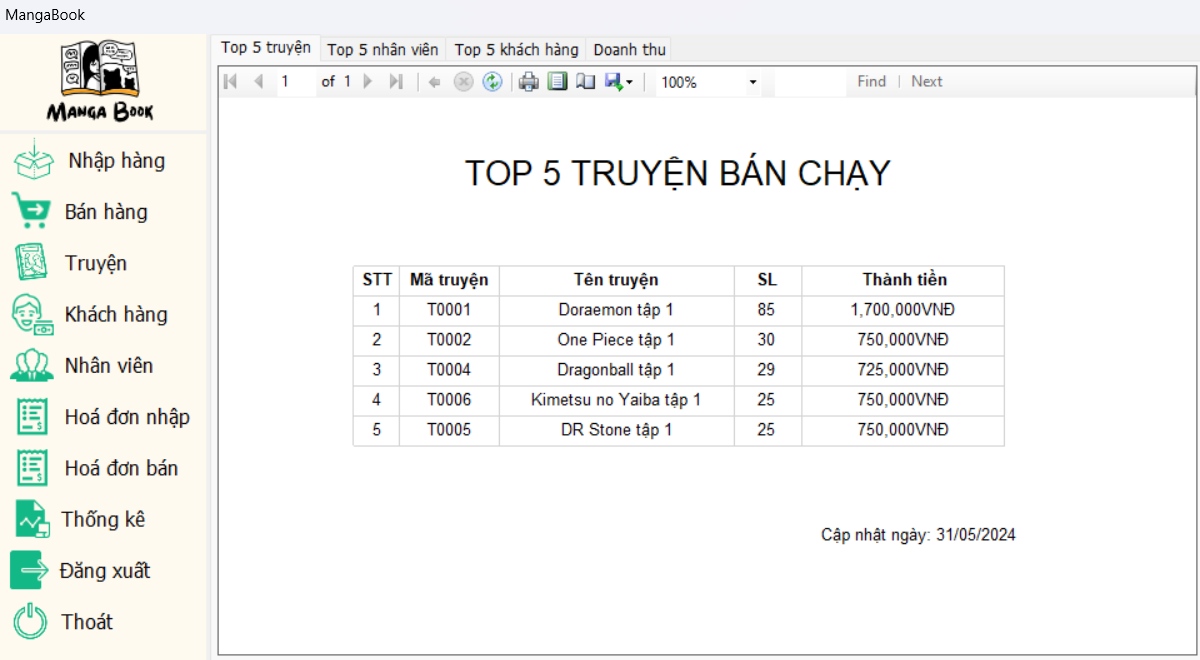 MangaBook
MANGA BOOK
Nhập hàng
Bán hàng
Truyện
Khách hàng
Nhân viên
Hoá đơn nhập
Hoá đơn bán
Thống kê
Đăng xuất
Thoát
Top 5 truyện Top 5 nhân viên Top 5 khách hàng Doanh thu
1 of 1 100% Find | Next
TOP 5 TRUYỆN BÁN CHẠY
STT Mã truyện Tên truyện SL Thành tiền
1 T0001 Doraemon tập 1 85 1,700,000VNĐ
2 T0002 One Piece tập 1 30 750,000VNĐ
3 T0004 Dragonball tập 1 29 725,000VNĐ
4 T0006 Kimetsu no Yaiba tập 1 25 750,000VNĐ
5 T0005 DR Stone tập 1 25 750,000VNĐ
Cập nhật ngày: 31/05/2024